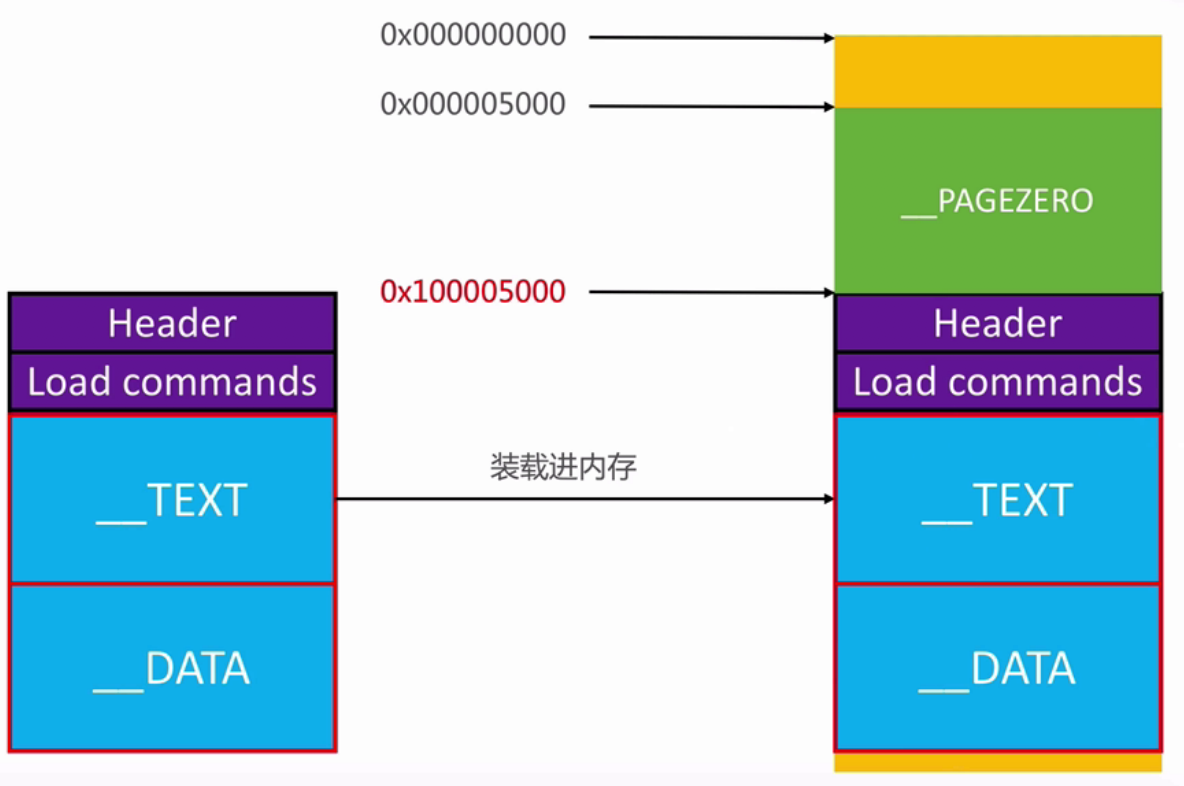 0x000000000
0x000005000
__PAGEZERO
0x100005000
Header
Header
Load commands
Load commands
装载进内存
__TEXT
__TEXT
__DATA
__DATA